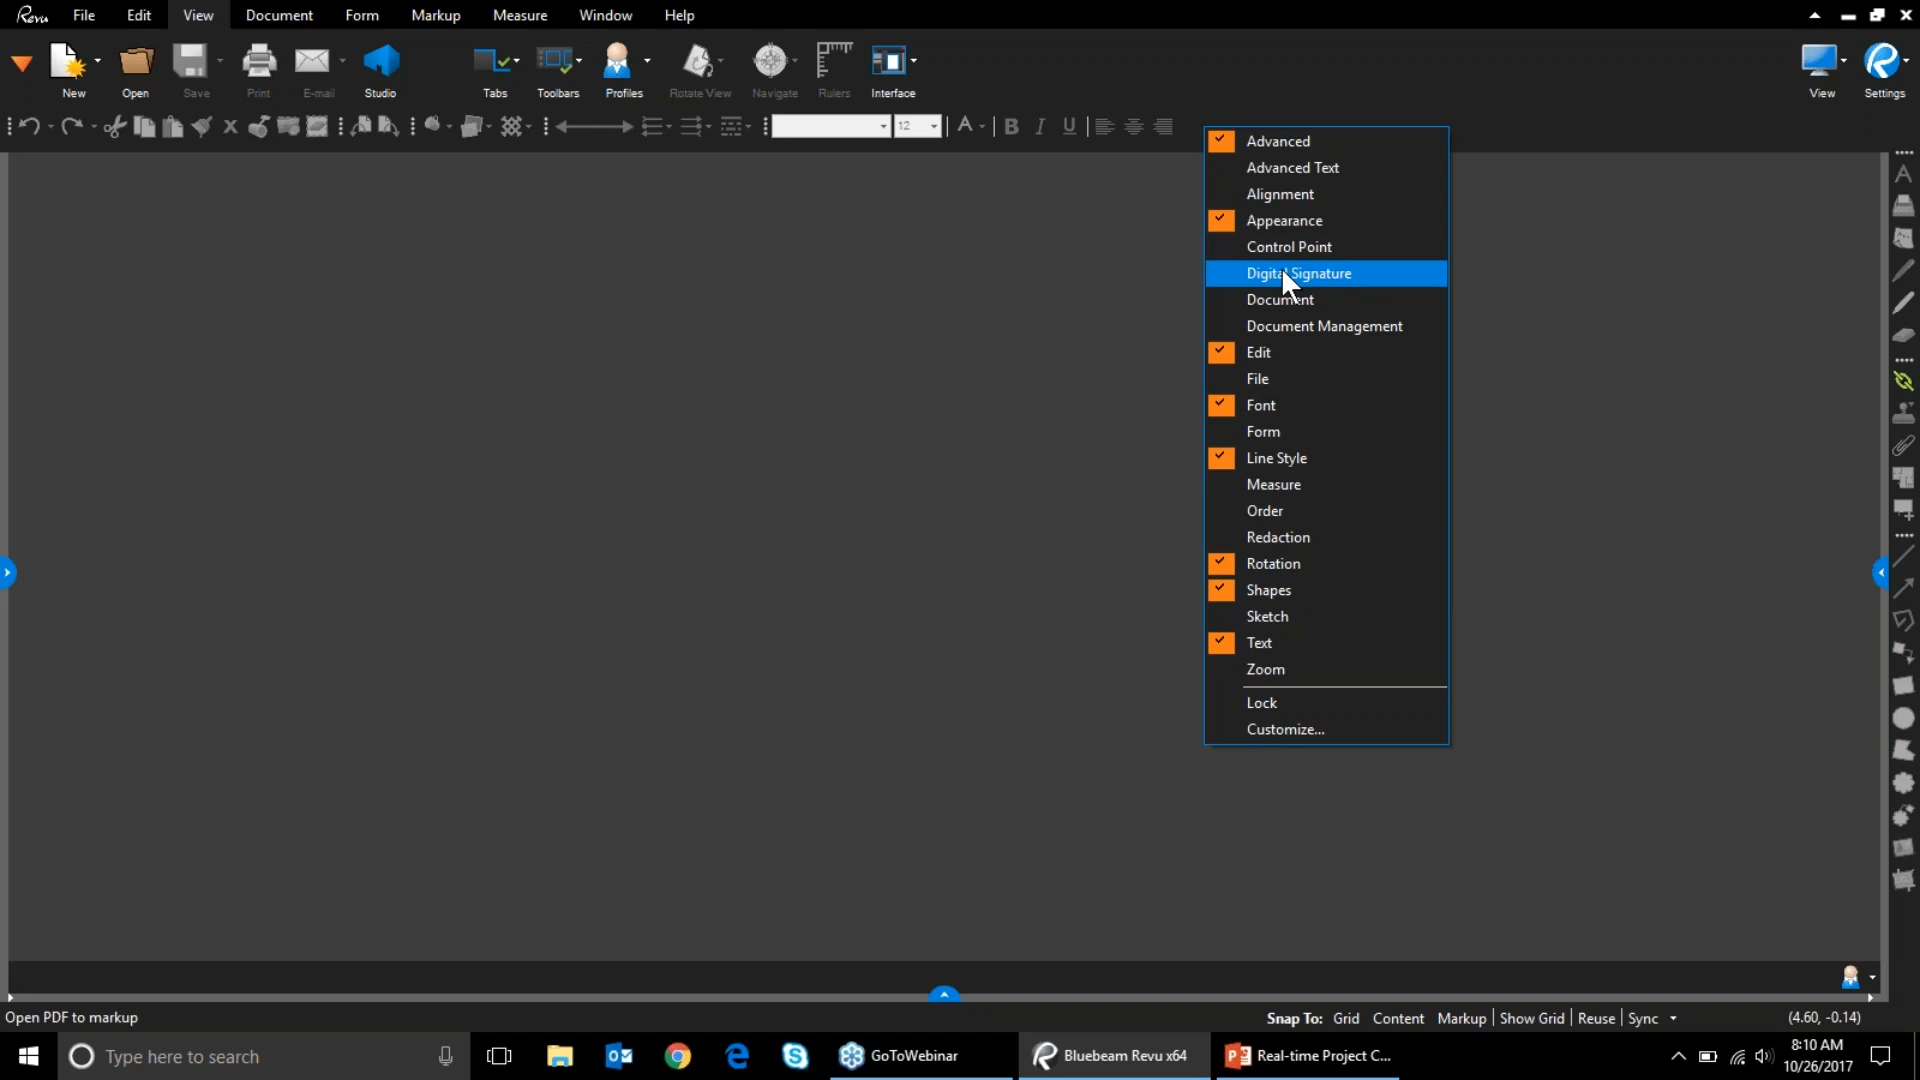 Revu File Edit View Document Form Markup Measure Window Help
New Open Save Print E-mail Studio Tabs Toolbars Profiles Rotate View Navigate Rulers Interface View Settings
12 A B I U
Advanced
Advanced Text
Alignment
Appearance
Control Point
Digital Signature
Document
Document Management
Edit
File
Font
Form
Line Style
Measure
Order
Redaction
Rotation
Shapes
Sketch
Text
Zoom
Lock
Customize...
Open PDF to markup Snap To: Grid Content Markup Show Grid Reuse Sync (4.60, -0.14)
Type here to search GoToWebinar Bluebeam Revu x64 Real-time Project C... 8:10 AM
10/26/2017